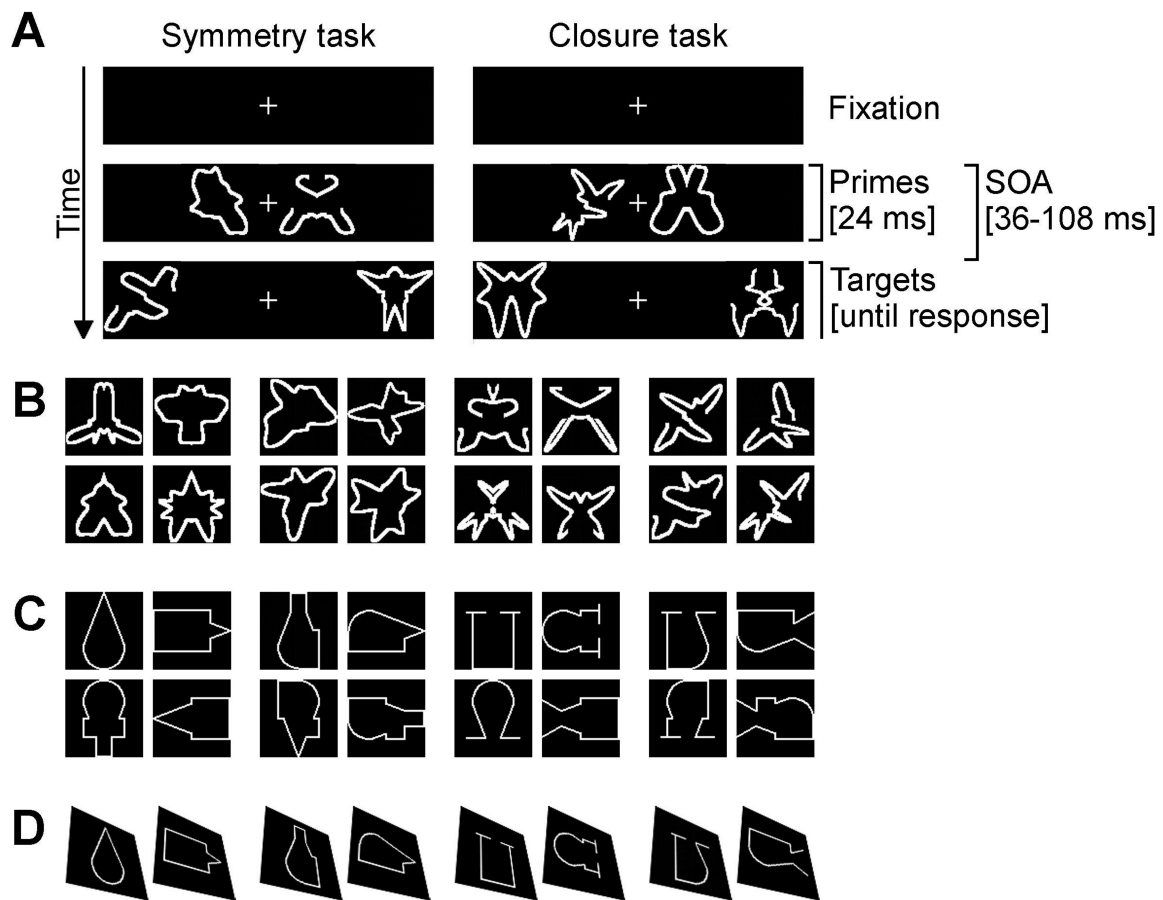 A
Symmetry task
Closure task
Time
Fixation
Primes
[24 ms]
SOA
[36-108 ms]
Targets
[until response]
B
C
D